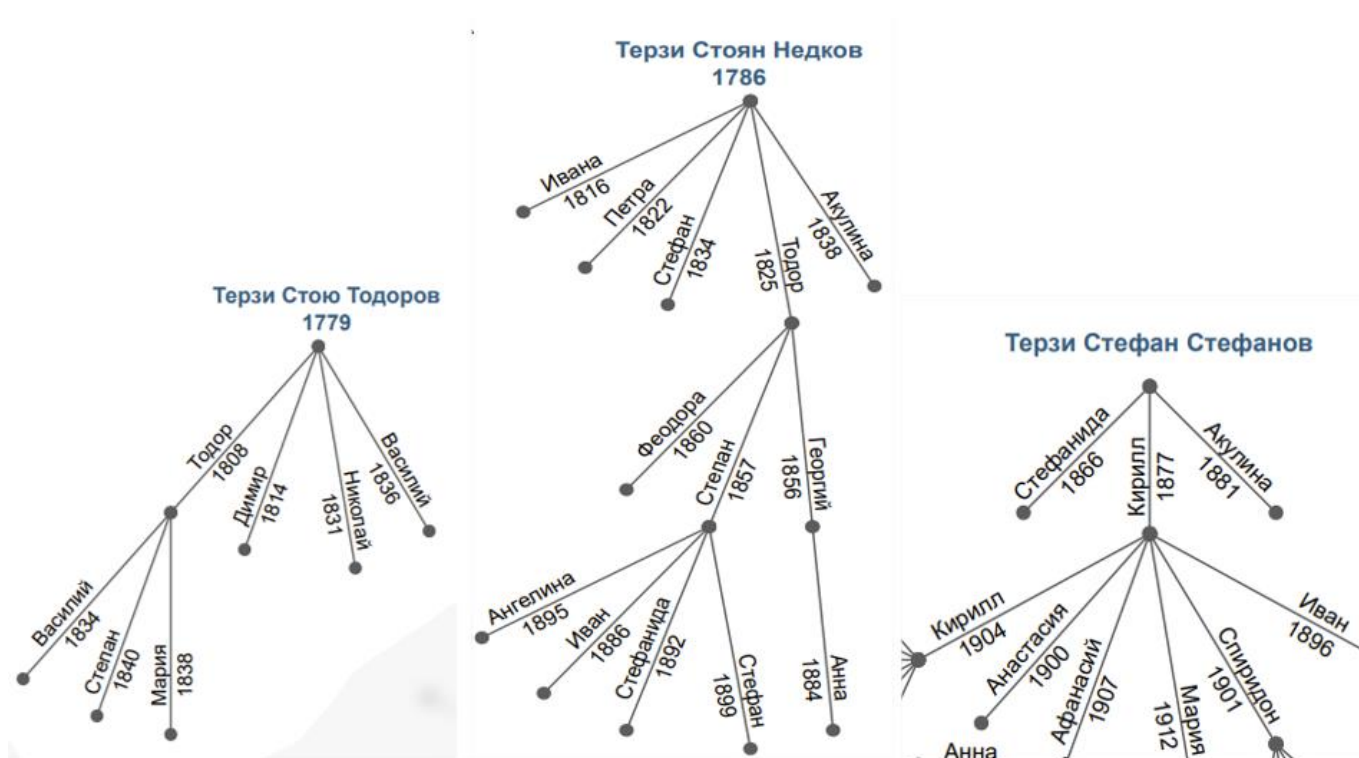 Терзи Стою Тодоров
1779
Тодор
1808
Димир
1814
Николай
1831
Василий
1836
Василий
1834
Степан
1840
Мария
1838
Терзи Стоян Недков
1786
Ивана
1816
Петра
1822
Стефан
1834
Тодор
1825
Акулина
1838
Феодора
1860
Степан
1857
Георгий
1856
Ангелина
1895
Иван
1886
Стефанида
1892
Стефан
1899
Анна
1884
Терзи Стефан Стефанов
Стефанида
1866
Кирилл
1877
Акулина
1881
Кирилл
1904
Анастасия
1900
Афанасий
1907
Мария
1912
Спиридон
1901
Иван
1896
Анна